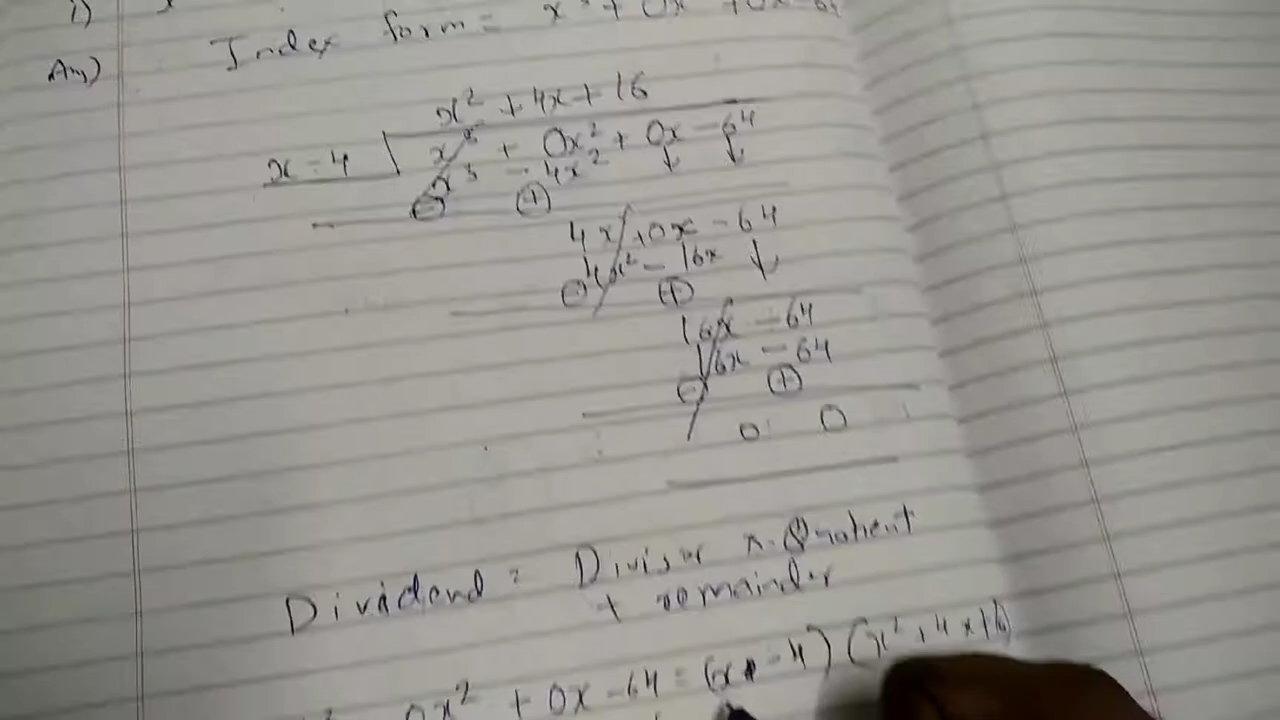 i)
Ans) Index form = x³ + 0x² + 0x - 64
x² + 4x + 16
x - 4 ) x³ + 0x² + 0x - 64
x³ - 4x² ↓ ↓
(-) (+)
4x² + 0x - 64
4x² - 16x ↓
(-) (+)
16x - 64
16x - 64
(-) (+)
0 0
Dividend = Divisor × Quotient
+ remainder
0x² + 0x - 64 = (x - 4) (x² + 4x + 16)